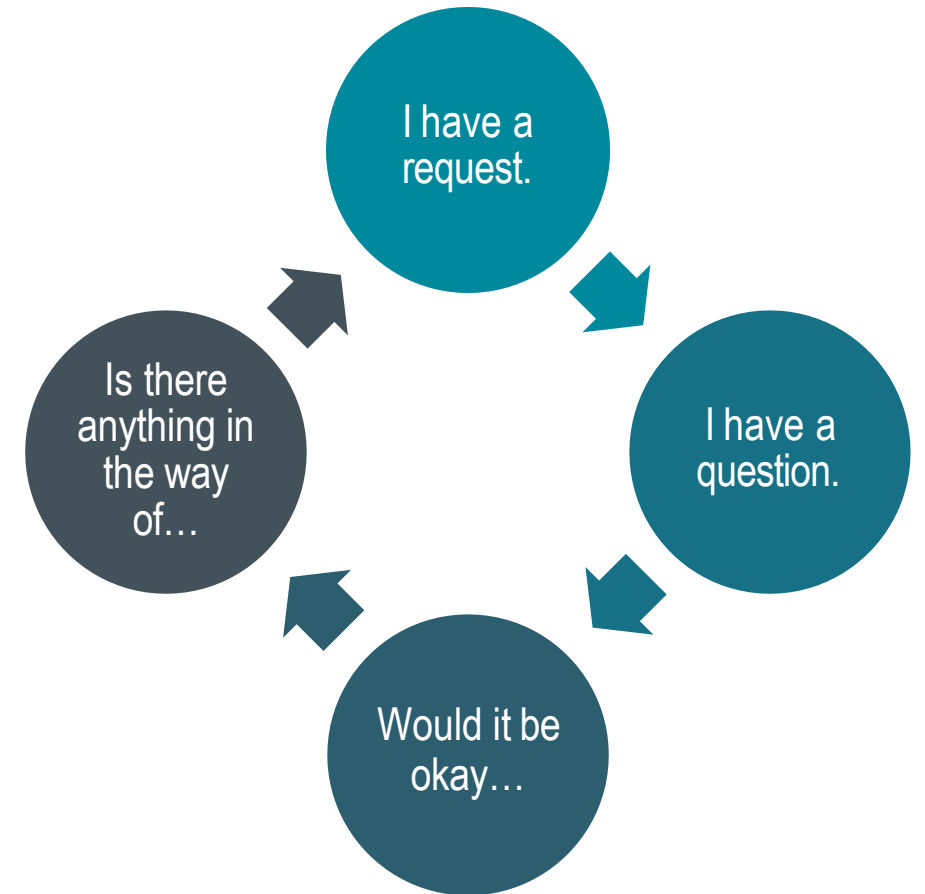 I have a
request.
I have a
question.
Would it be
okay…
Is there
anything in
the way
of…